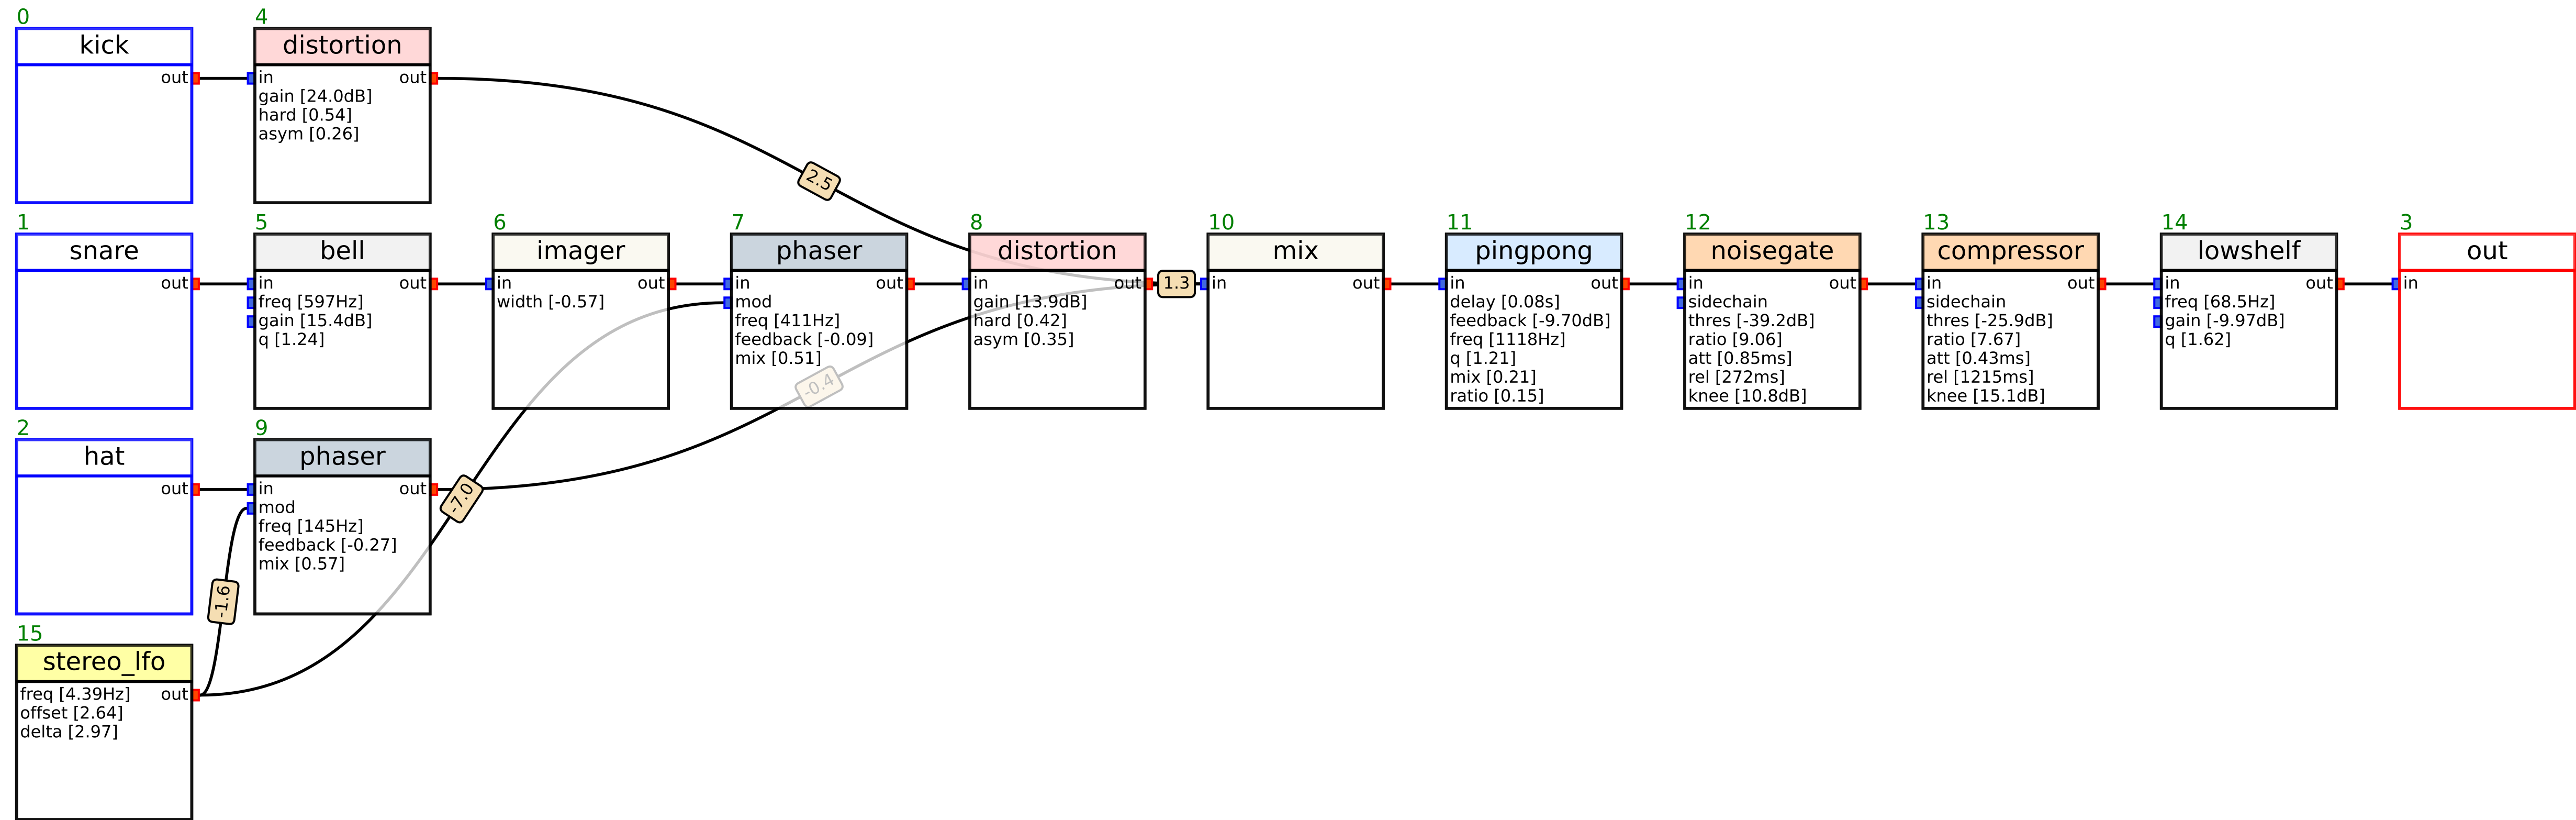 0
kick
out
4
distortion
in out
gain [24.0dB]
hard [0.54]
asym [0.26]
2.5
1
snare
out
5
bell
in out
freq [597Hz]
gain [15.4dB]
q [1.24]
6
imager
in out
width [-0.57]
7
phaser
in out
mod
freq [411Hz]
feedback [-0.09]
mix [0.51]
-0.4
8
distortion
in out
gain [13.9dB]
hard [0.42]
asym [0.35]
1.3
10
mix
in out
11
pingpong
in out
delay [0.08s]
feedback [-9.70dB]
freq [1118Hz]
q [1.21]
mix [0.21]
ratio [0.15]
12
noisegate
in out
sidechain
thres [-39.2dB]
ratio [9.06]
att [0.85ms]
rel [272ms]
knee [10.8dB]
13
compressor
in out
sidechain
thres [-25.9dB]
ratio [7.67]
att [0.43ms]
rel [1215ms]
knee [15.1dB]
14
lowshelf
in out
freq [68.5Hz]
gain [-9.97dB]
q [1.62]
3
out
in
2
hat
out
9
phaser
in out
mod
freq [145Hz]
feedback [-0.27]
mix [0.57]
-7.0
-1.6
15
stereo_lfo
freq [4.39Hz] out
offset [2.64]
delta [2.97]